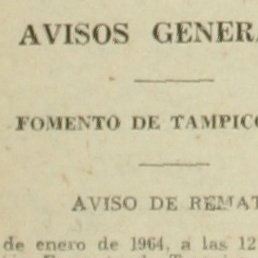 AVISOS GENERA
FOMENTO DE TAMPICO
AVISO DE REMAT
de enero de 1964, a las 12